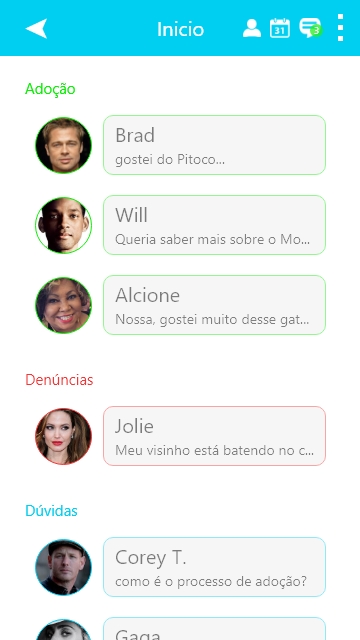 Inicio
31
3
Adoção
Brad
gostei do Pitoco...
Will
Queria saber mais sobre o Mo...
Alcione
Nossa, gostei muito desse gat...
Denúncias
Jolie
Meu visinho está batendo no c...
Dúvidas
Corey T.
como é o processo de adoção?
Gaga